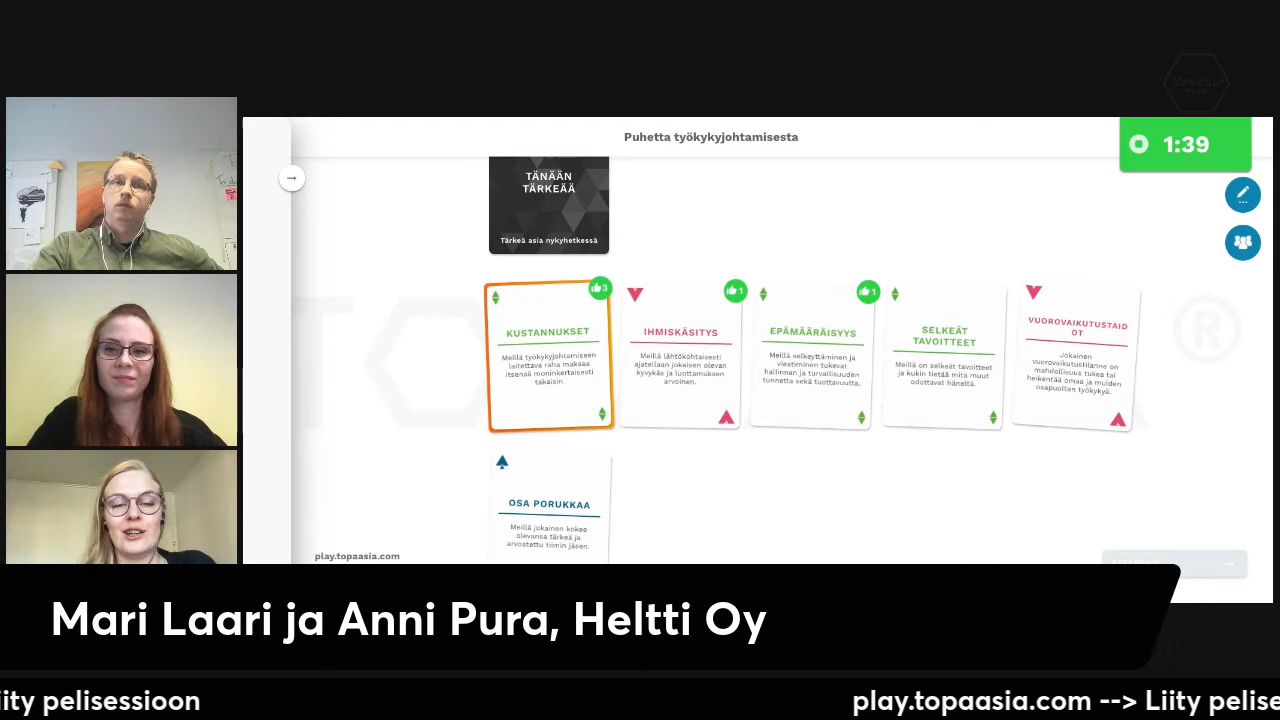 TOPAASIA
Puhetta työkykyjohtamisesta
1:39
TÄNÄÄN
TÄRKEÄÄ
Tärkeä asia nykyhetkessä
3
KUSTANNUKSET
Meillä työkykyjohtamiseen
laitettava raha maksaa
itsensä moninkertaisesti
takaisin.
1
IHMISKÄSITYS
Meillä lähtökohtaisesti
ajatellaan jokaisen olevan
kyvykäs ja luottamuksen
arvoinen.
1
EPÄMÄÄRÄISYYS
Meillä selkeyttäminen ja
viestiminen tukevat
hallinnan ja turvallisuuden
tunnetta sekä tuottavuutta.
SELKEÄT
TAVOITTEET
Meillä on selkeät tavoitteet
ja kukin tietää mitä muut
odottavat häneltä.
VUOROVAIKUTUSTAID
OT
Jokainen
vuorovaikutustilanne on
mahdollisuus tukea tai
heikentää omaa ja muiden
osapuolten työkykyä.
OSA PORUKKAA
Meillä jokainen kokee
olevansa tärkeä ja
arvostettu tiimin jäsen.
play.topaasia.com
Mari Laari ja Anni Pura, Heltti Oy
iity pelisessioon
play.topaasia.com --> Liity pelise